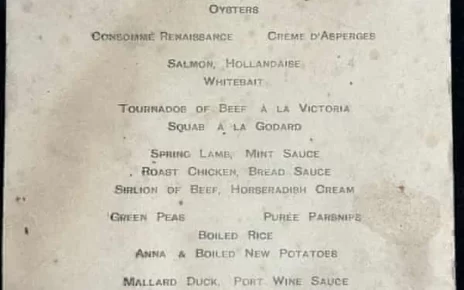 OYSTERS
CONSOMMÉ RENAISSANCE CRÈME D'ASPERGES
SALMON, HOLLANDAISE
WHITEBAIT
TOURNADOS OF BEEF À LA VICTORIA
SQUAB À LA GODARD
SPRING LAMB, MINT SAUCE
ROAST CHICKEN, BREAD SAUCE
SIRLION OF BEEF, HORSERADISH CREAM
GREEN PEAS PURÉE PARSNIPS
BOILED RICE
ANNA & BOILED NEW POTATOES
MALLARD DUCK, PORT WINE SAUCE